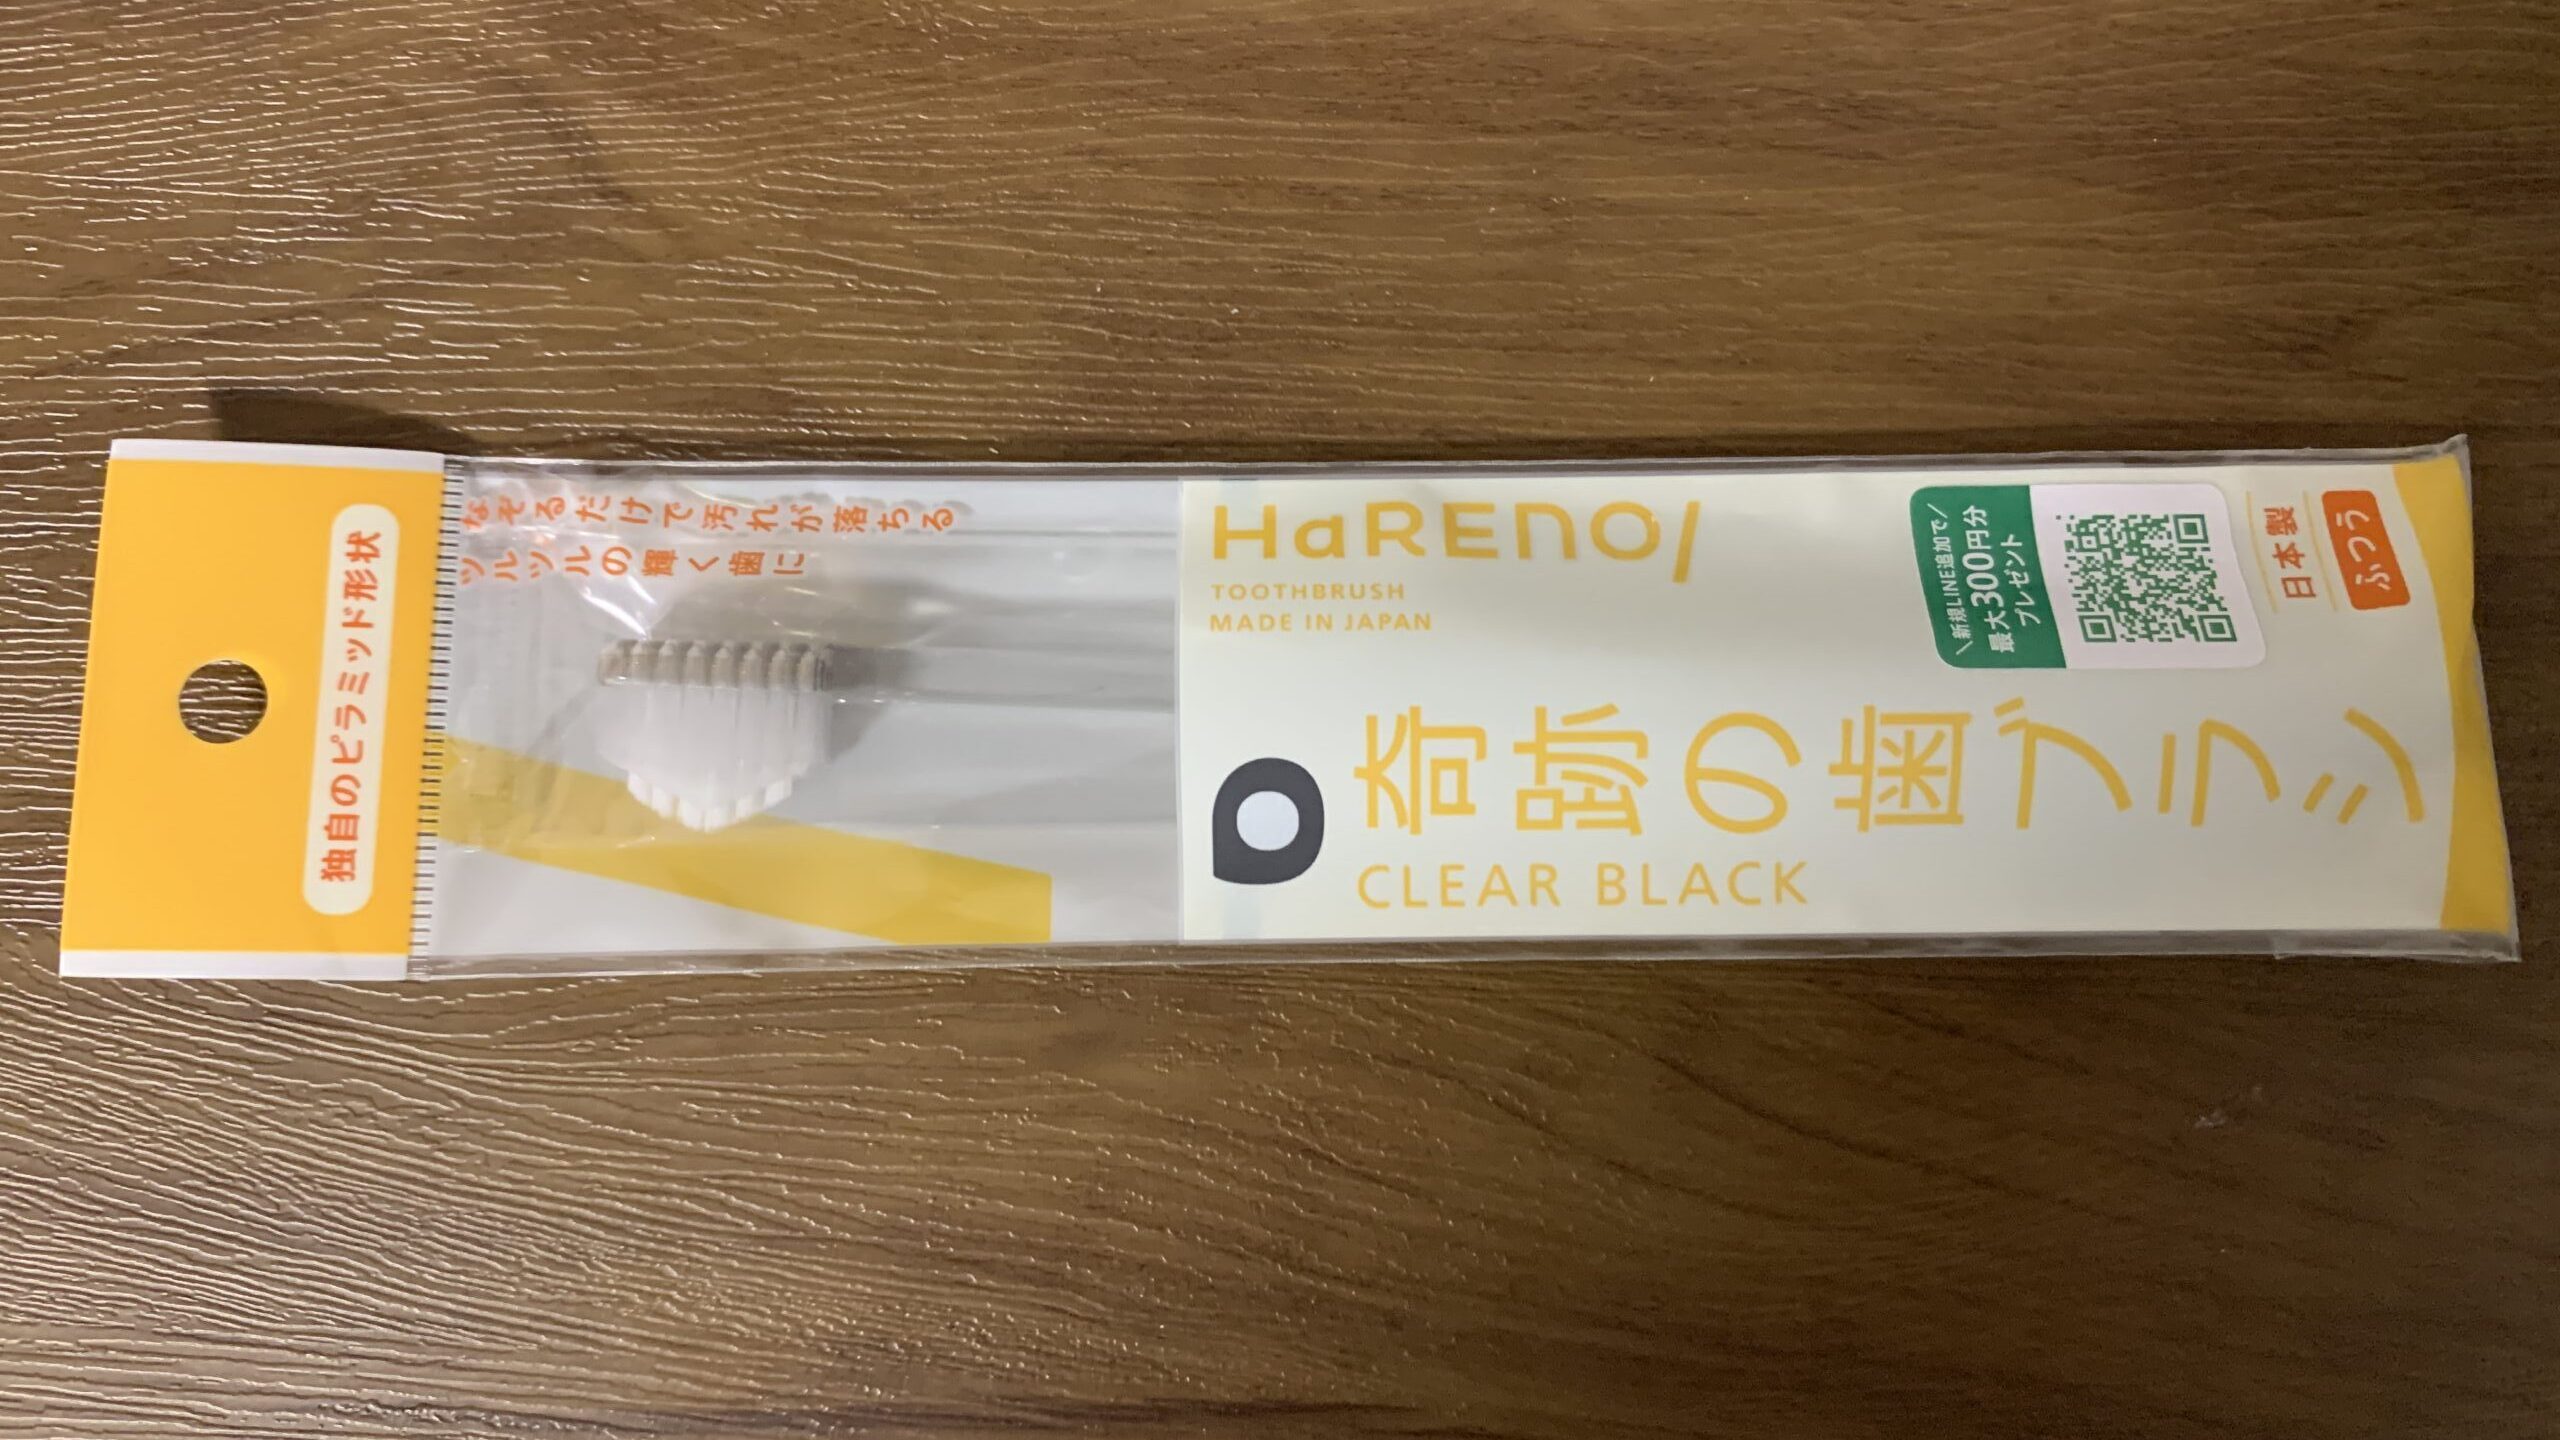 独自のピラミッド形状
なぞるだけで汚れが落ちる
ツルツルの輝く歯に
HaRENO
TOOTHBRUSH
MADE IN JAPAN
奇跡の歯ブラシ
CLEAR BLACK
\新規LINE追加で/
最大300円分
プレゼント
日本製
ふつう